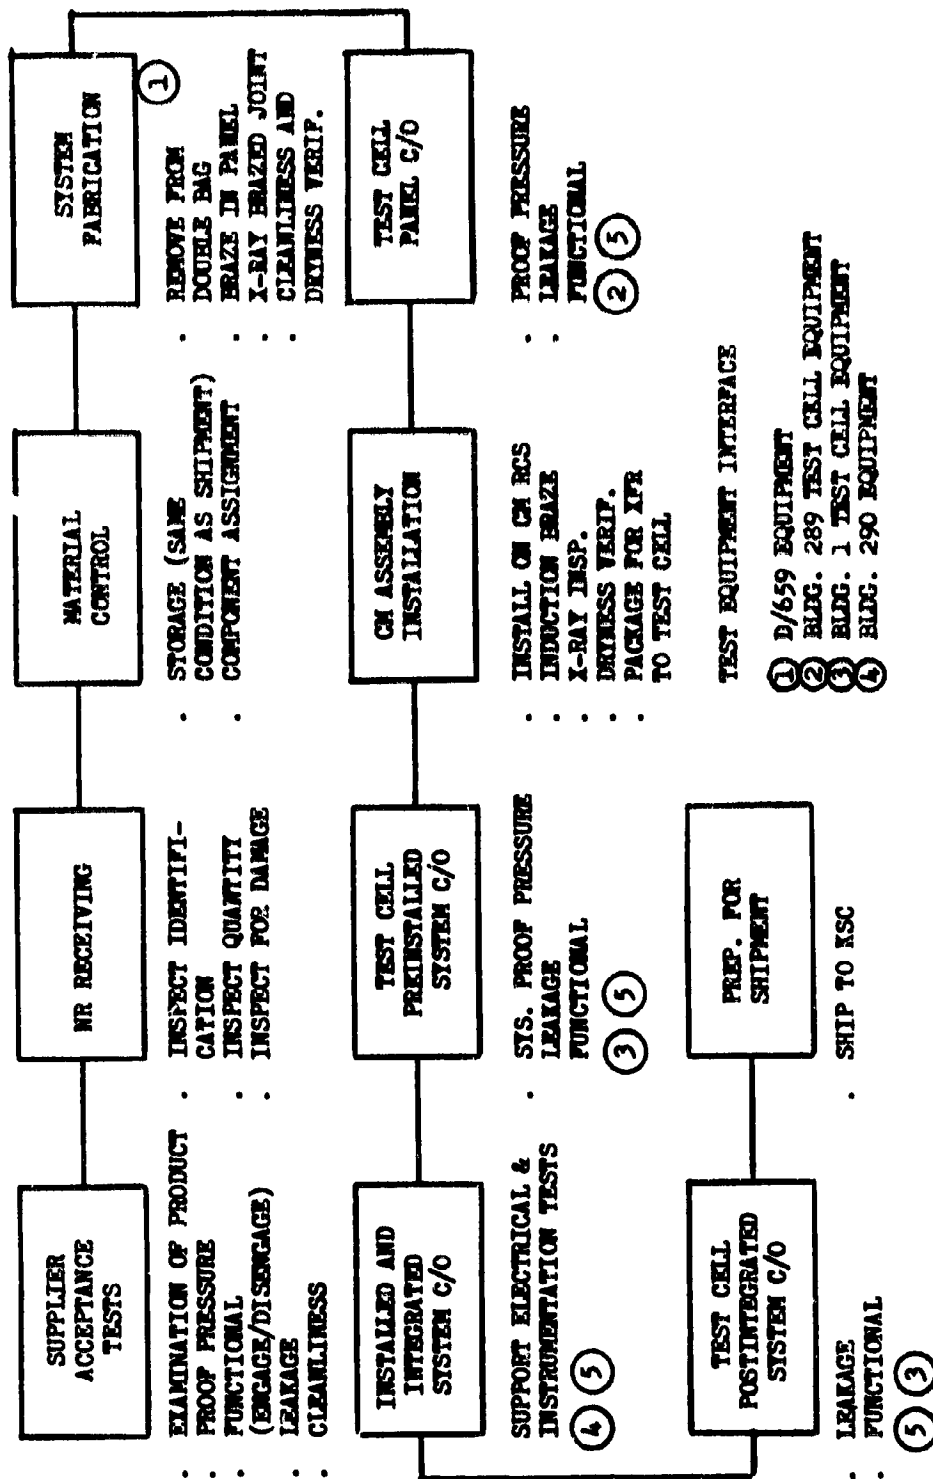 SUPPLIER
ACCEPTANCE
TESTS
. EXAMINATION OF PRODUCT
. PROOF PRESSURE
. FUNCTIONAL
(ENGAGE/DISENGAGE)
. LEAKAGE
. CLEANLINESS
NR RECEIVING
. INSPECT IDENTIFI-
CATION
. INSPECT QUANTITY
. INSPECT FOR DAMAGE
MATERIAL
CONTROL
. STORAGE (SAME
CONDITION AS SHIPMENT)
. COMPONENT ASSIGNMENT
SYSTEM
FABRICATION
1
. REMOVE FROM
DOUBLE BAG
. BRAZE IN PANEL
. X-RAY BRAZED JOINT
. CLEANLINESS AND
DRYNESS VERIF.
INSTALLED AND
INTEGRATED
SYSTEM C/O
SUPPORT ELECTRICAL &
INSTRUMENTATION TESTS
4 5
TEST CELL
PREINSTALLED
SYSTEM C/O
. SYS. PROOF PRESSURE
LEAKAGE
FUNCTIONAL
3 5
CM ASSEMBLY
INSTALLATION
. INSTALL ON CM RCS
. INDUCTION BRAZE
. X-RAY INSP.
. DRYNESS VERIF.
. PACKAGE FOR XFR
TO TEST CELL
TEST CELL
PANEL C/O
. PROOF PRESSURE
. LEAKAGE
FUNCTIONAL
2 5
TEST CELL
POSTINTEGRATED
SYSTEM C/O
. LEAKAGE
. FUNCTIONAL
5 3
PREP. FOR
SHIPMENT
. SHIP TO KSC
TEST EQUIPMENT INTERFACE
1 D/659 EQUIPMENT
2 BLDG. 289 TEST CELL EQUIPMENT
3 BLDG. 1 TEST CELL EQUIPMENT
4 BLDG. 290 EQUIPMENT